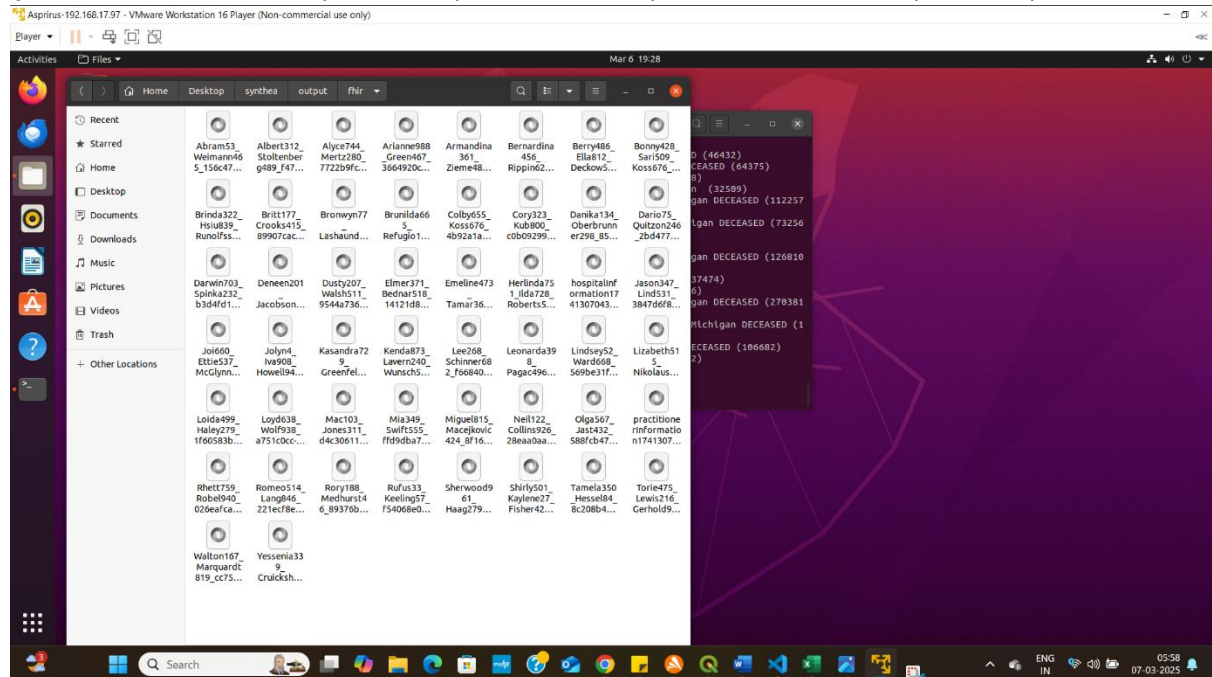 Asprirus-192.168.17.97 - VMware Workstation 16 Player (Non-commercial use only)
Player
Activities
Files
Mar 6 19:28
Home Desktop synthea output fhir
Recent
Starred
Home
Desktop
Documents
Downloads
Music
Pictures
Videos
Trash
+ Other Locations
Abram53_ Albert312_ Alyce744_ Arianne988 Armandina Bernardina Berry486_ Bonny428_
Weimann46 Stoltenber Mertz280_ _Green467_ 361_ 456_ Ella812_ Sari509_
5_156c47... g489_f47... 7722b9fc... 3664920c... Zieme48... Rippin62... Deckow5... Koss676_...
Brinda322_ Britt177_ Bronwyn77 Brunilda66 Colby655_ Cory323_ Danika134_ Dario75_
Hsiu839_ Crooks415_ _ 5_ Koss676_ Kub800_ Oberbrunn Quitzon246
Runolfss... 89907cac... Lashaund... Refugio1... 4b92a1a... c0b09299... er298_85... _2bd477...
Darwin703_ Deneen201 Dusty207_ Elmer371_ Emeline473 Herlinda75 hospitalInf Jason347_
Spinka232_ _ Walsh511_ Bednar518_ _ 1_Ilda728_ ormation17 Lind531_
b3d4fd1... Jacobson... 9544a736... 14121d8... Tamar36... Roberts5... 41307043... 3847d6f8...
Joi660_ Jolyn4_ Kasandra72 Kenda873_ Lee268_ Leonarda39 Lindsey52_ Lizabeth51
Ettie537_ Iva908_ 9_ Lavern240_ Schinner68 8_ Ward668_ 5_
McGlynn... Howell94... Greenfel... Wunsch5... 2_f66840... Pagac496... 569be31f... Nikolaus...
Loida499_ Loyd638_ Mac103_ Mia349_ Miguel815_ Neil122_ Olga567_ practitione
Haley279_ Wolf938_ Jones311_ Swift555_ Macejkovic Collins926_ Jast432_ rInformatio
1f60583b... a751c0cc-... d4c30611... ffd9dba7... 424_8f16... 28eaa0aa... 588fcb47... n1741307...
Rhett759_ Romeo514_ Rory188_ Rufus33_ Sherwood9 Shirly501_ Tamela350 Torie475_
Robel940_ Lang846_ Medhurst4 Keeling57_ 61_ Kaylene27_ _Hessel84_ Lewis216_
026eafca... 221ecf8e... 6_89376b... f54068e0... Haag279... Fisher42... 8c208b4... Gerhold9...
Walton167_ Yessenia33
Marquardt 9_
819_cc75... Cruicksh...
D (46432)
CEASED (64375)
8)
n (32509)
gan DECEASED (112257
igan DECEASED (73256
gan DECEASED (126810
37474)
6)
gan DECEASED (270381
Michigan DECEASED (1
ECEASED (106682)
2)
Search
ENG
IN
05:58
07-03-2025